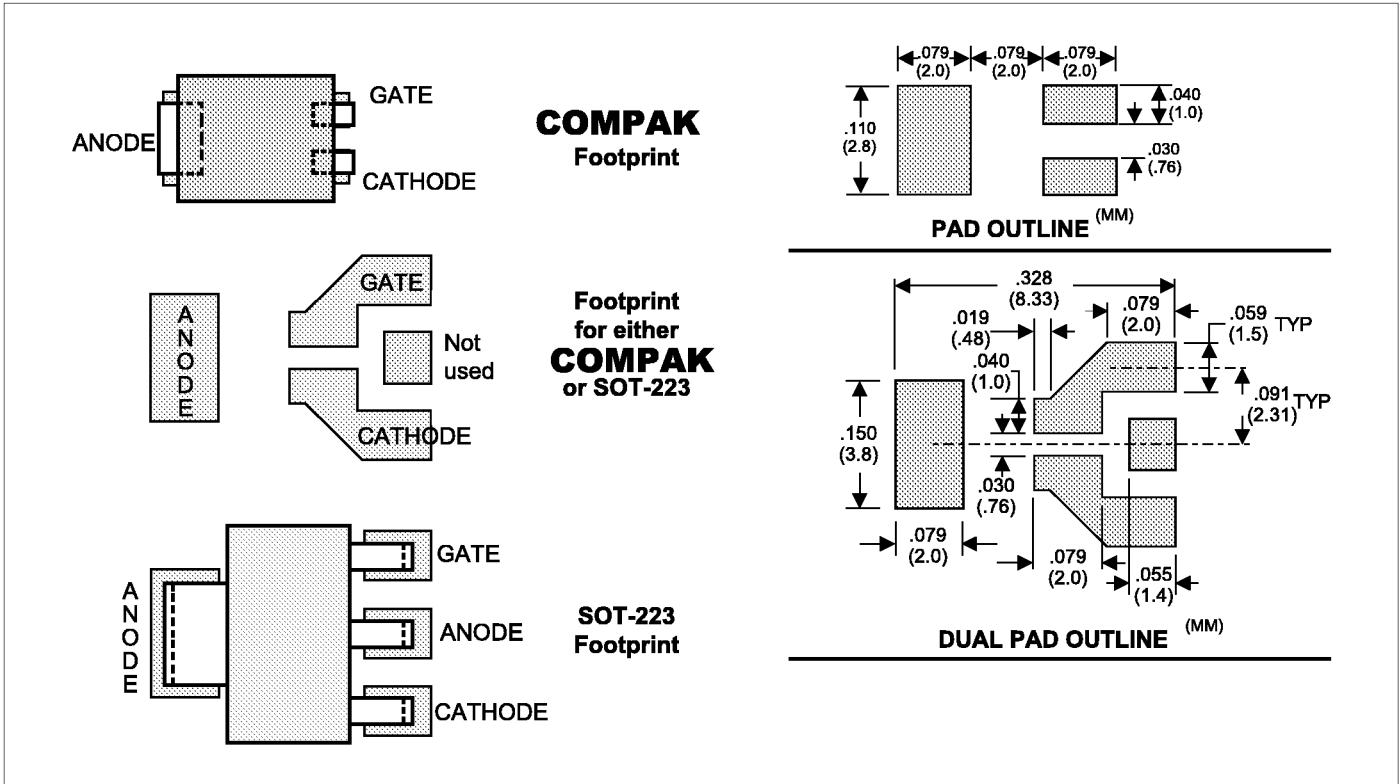 GATE
ANODE
CATHODE
COMPAK
Footprint
.079
(2.0)
.079
(2.0)
.079
(2.0)
.110
(2.8)
.040
(1.0)
.030
(.76)
PAD OUTLINE (MM)
ANODE
GATE
Not
used
CATHODE
Footprint
for either
COMPAK
or SOT-223
.328
(8.33)
.019
(.48)
.079
(2.0)
.059 TYP
(1.5)
.040
(1.0)
.091 TYP
(2.31)
.150
(3.8)
.030
(.76)
.079
(2.0)
.079
(2.0)
.055
(1.4)
DUAL PAD OUTLINE (MM)
ANODE
GATE
ANODE
CATHODE
SOT-223
Footprint